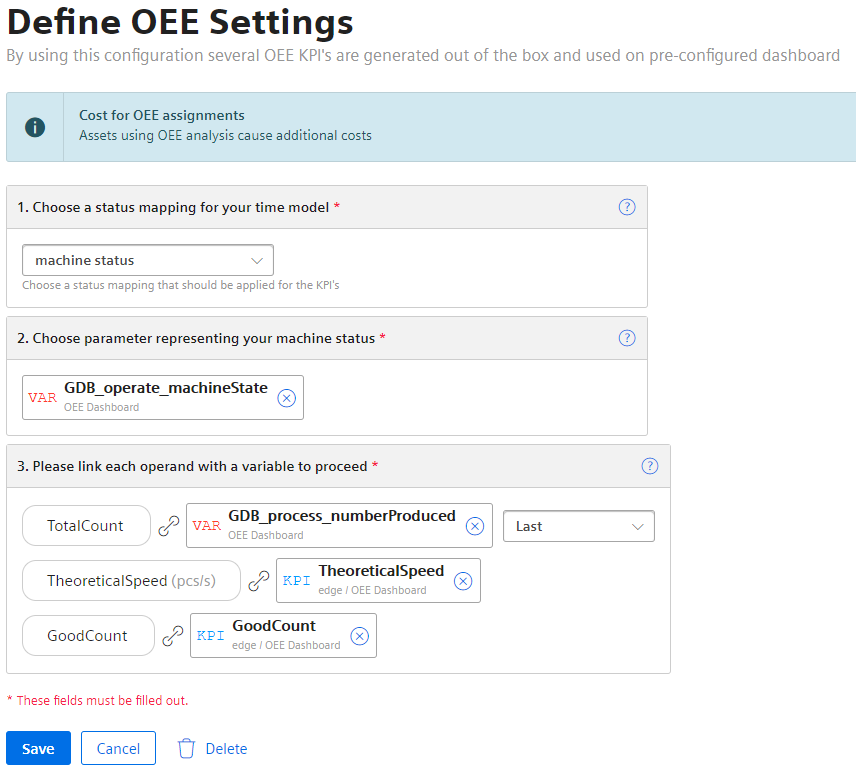 Define OEE Settings
By using this configuration several OEE KPI's are generated out of the box and used on pre-configured dashboard
Cost for OEE assignments
Assets using OEE analysis cause additional costs
1. Choose a status mapping for your time model *
machine status
Choose a status mapping that should be applied for the KPI's
2. Choose parameter representing your machine status *
VAR GDB_operate_machineState
OEE Dashboard
3. Please link each operand with a variable to proceed *
TotalCount VAR GDB_process_numberProduced Last
OEE Dashboard
TheoreticalSpeed (pcs/s) KPI TheoreticalSpeed
edge / OEE Dashboard
GoodCount KPI GoodCount
edge / OEE Dashboard
* These fields must be filled out.
Save Cancel Delete